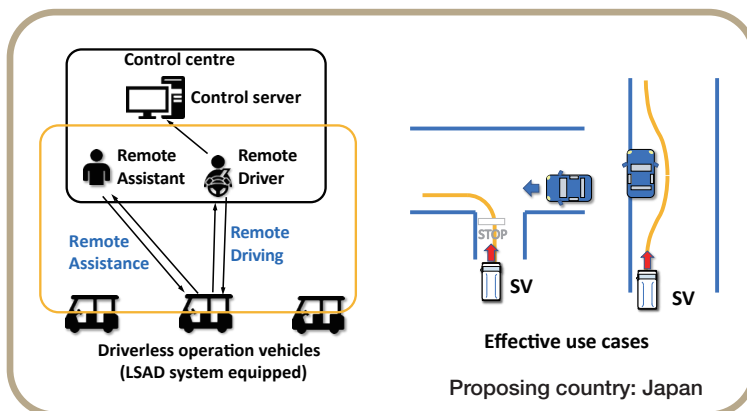 Control centre
Control server
Remote
Assistant
Remote
Driver
Remote
Assistance
Remote
Driving
Driverless operation vehicles
(LSAD system equipped)
STOP
SV
SV
Effective use cases
Proposing country: Japan